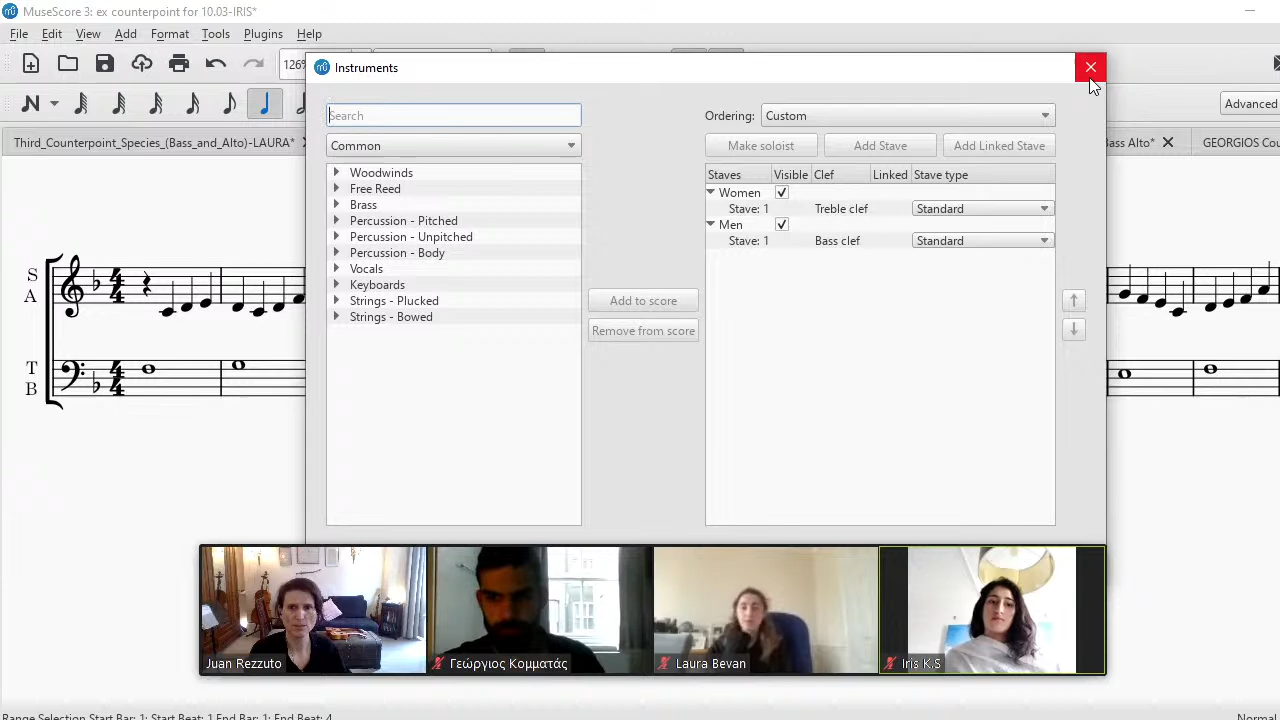 MuseScore 3: ex counterpoint for 10.03-IRIS*
File Edit View Add Format Tools Plugins Help
126%
Instruments
N
Advanced
Search
Ordering: Custom
Third_Counterpoint_Species_(Bass_and_Alto)-LAURA*
Common
Make soloist Add Stave Add Linked Stave
Bass Alto*
GEORGIOS Cou
Woodwinds
Free Reed
Brass
Percussion - Pitched
Percussion - Unpitched
Percussion - Body
Vocals
Keyboards
Strings - Plucked
Strings - Bowed
Staves Visible Clef Linked Stave type
Women
Stave: 1 Treble clef Standard
Men
Stave: 1 Bass clef Standard
Add to score
Remove from score
S
A
4
4
T
B
4
4
Juan Rezzuto
Γεώργιος Κομματάς
Laura Bevan
Iris K.S
Range Selection Start Bar: 1; Start Beat: 1 End Bar: 1; End Beat: 4
Normal